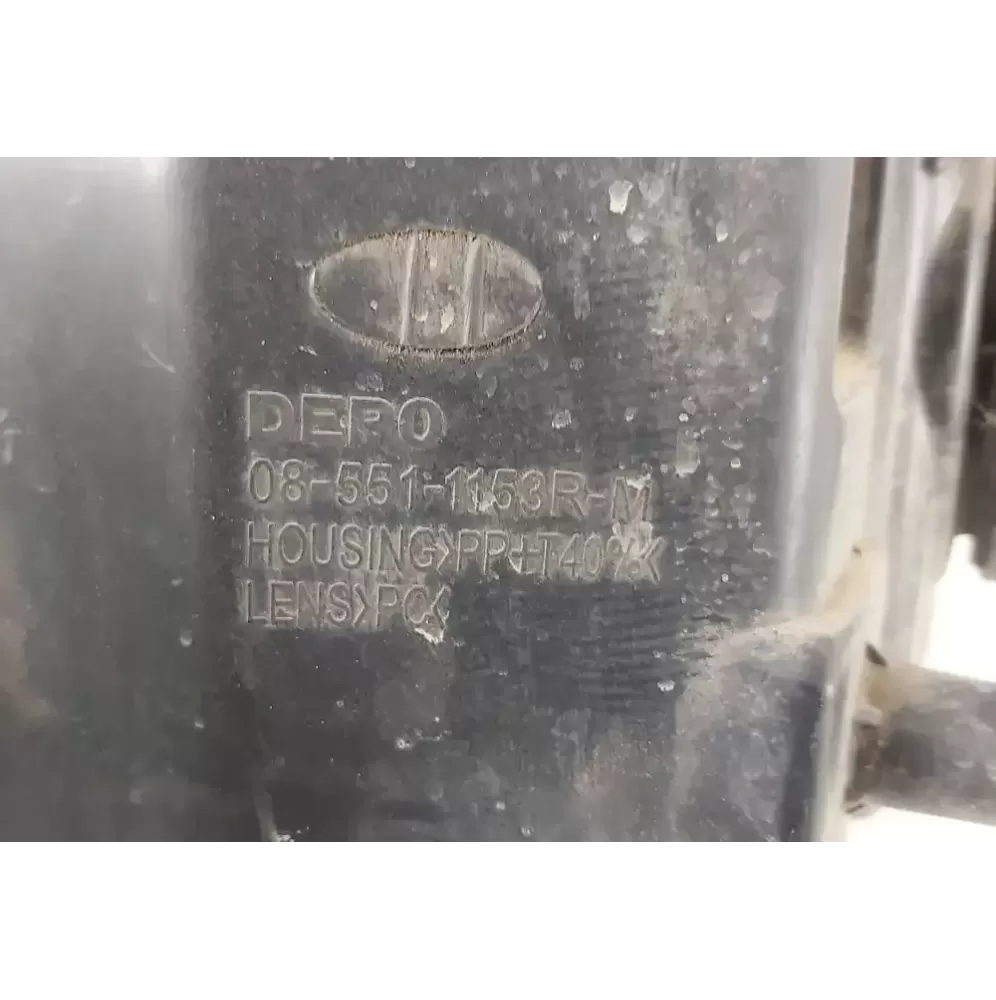 DEPO
08-551-1153R-M
HOUSING>PP+T40%<
LENS>PC<